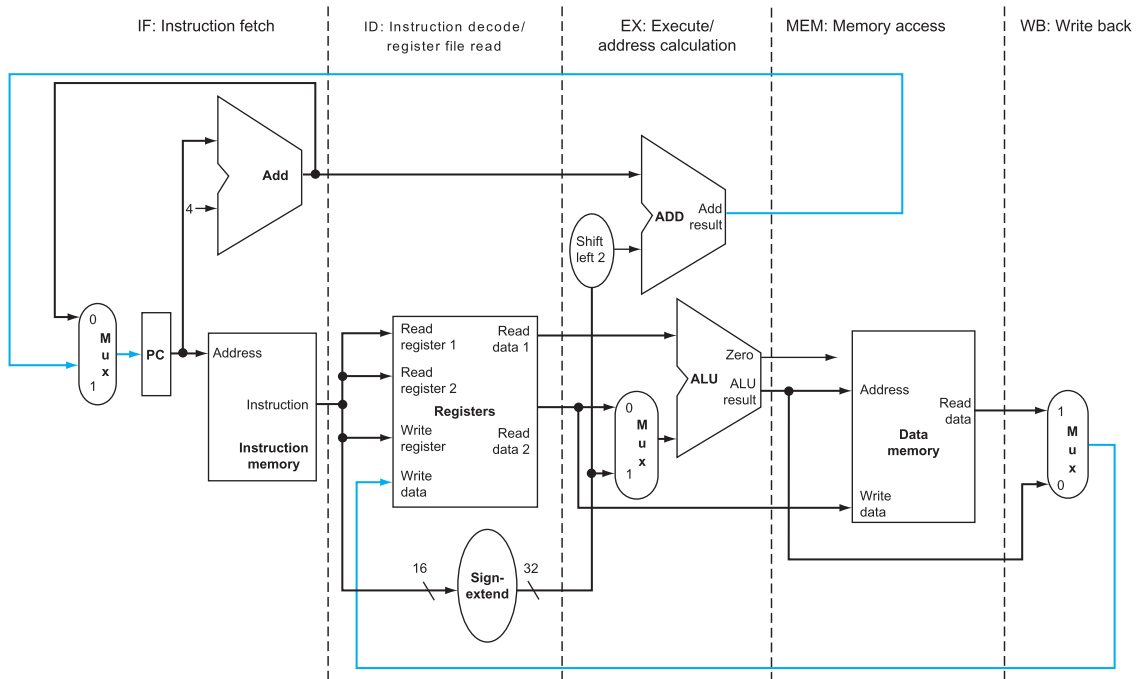 IF: Instruction fetch
ID: Instruction decode/
register file read
EX: Execute/
address calculation
MEM: Memory access
WB: Write back
Add
4
ADD
Add
result
Shift
left 2
0
M
u
x
1
PC
Address
Instruction
Instruction
memory
Read
register 1
Read
register 2
Write
register
Write
data
Registers
Read
data 1
Read
data 2
0
M
u
x
1
Zero
ALU
ALU
result
Address
Read
data
Data
memory
Write
data
1
M
u
x
0
16
Sign-
extend
32